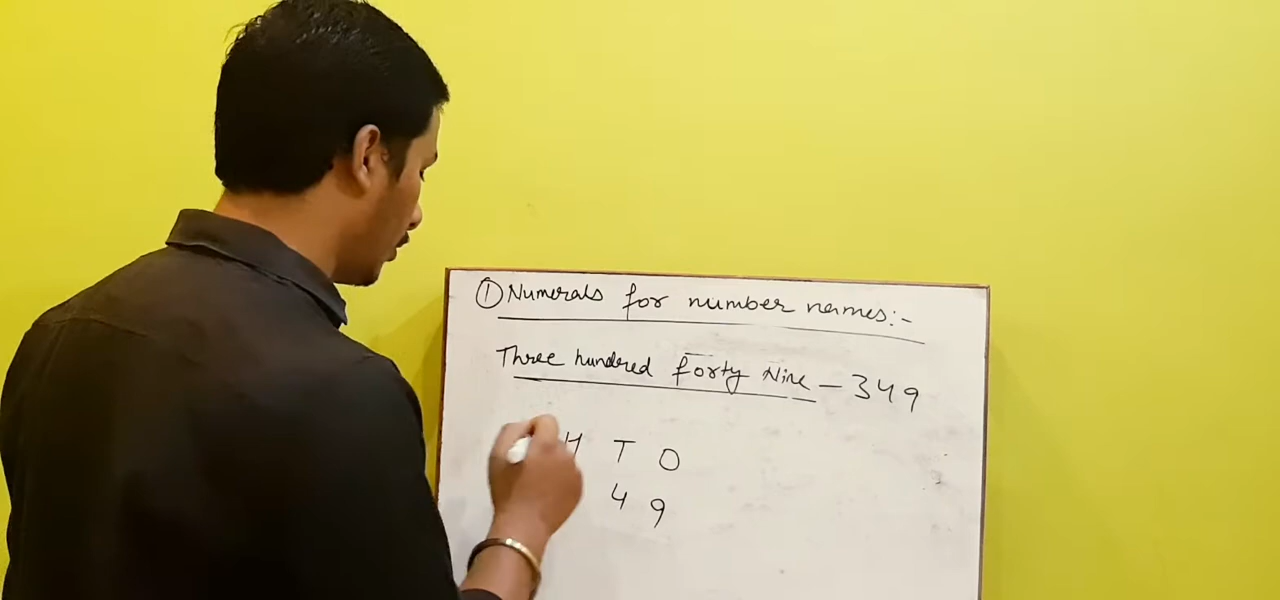 ① Numerals for number names:-
Three hundred forty Nine – 349
H T O
4 9